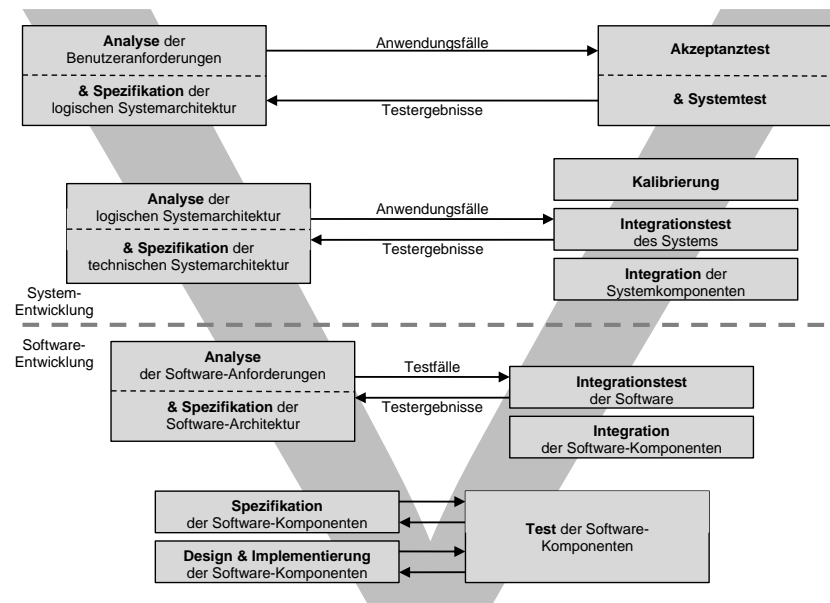 Analyse der
Benutzeranforderungen
& Spezifikation der
logischen Systemarchitektur
Anwendungsfälle
Testergebnisse
Akzeptanztest
& Systemtest
Analyse der
logischen Systemarchitektur
& Spezifikation der
technischen Systemarchitektur
Anwendungsfälle
Testergebnisse
Kalibrierung
Integrationstest
des Systems
Integration der
Systemkomponenten
System-
Entwicklung
Software-
Entwicklung
Analyse
der Software-Anforderungen
& Spezifikation der
Software-Architektur
Testfälle
Testergebnisse
Integrationstest
der Software
Integration
der Software-Komponenten
Spezifikation
der Software-Komponenten
Design & Implementierung
der Software-Komponenten
Test der Software-
Komponenten